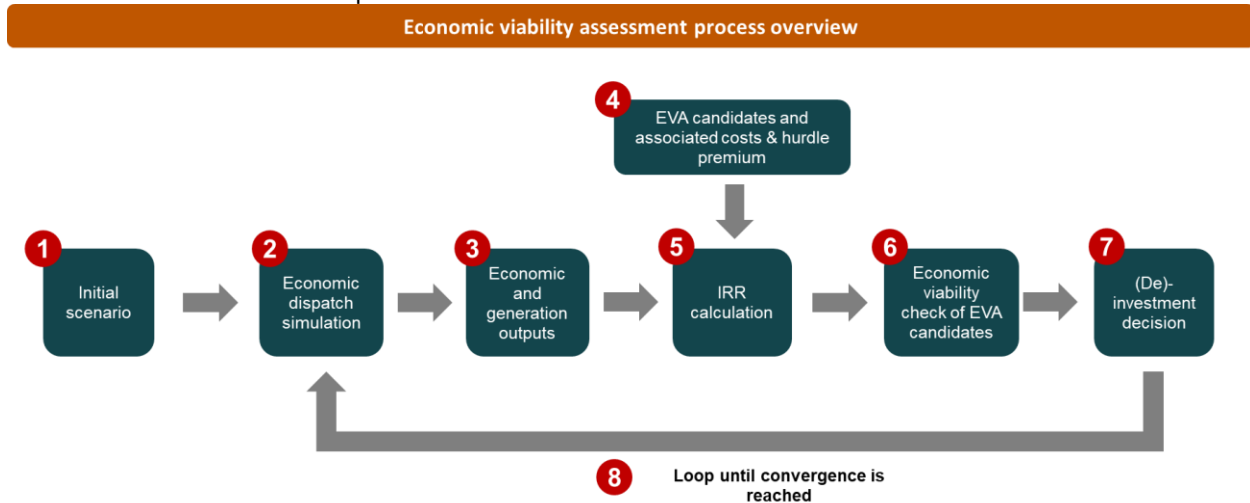 Economic viability assessment process overview
4
EVA candidates and
associated costs & hurdle
premium
1
Initial
scenario
2
Economic
dispatch
simulation
3
Economic
and
generation
outputs
5
IRR
calculation
6
Economic
viability
check of EVA
candidates
7
(De)-
investment
decision
8
Loop until convergence is
reached